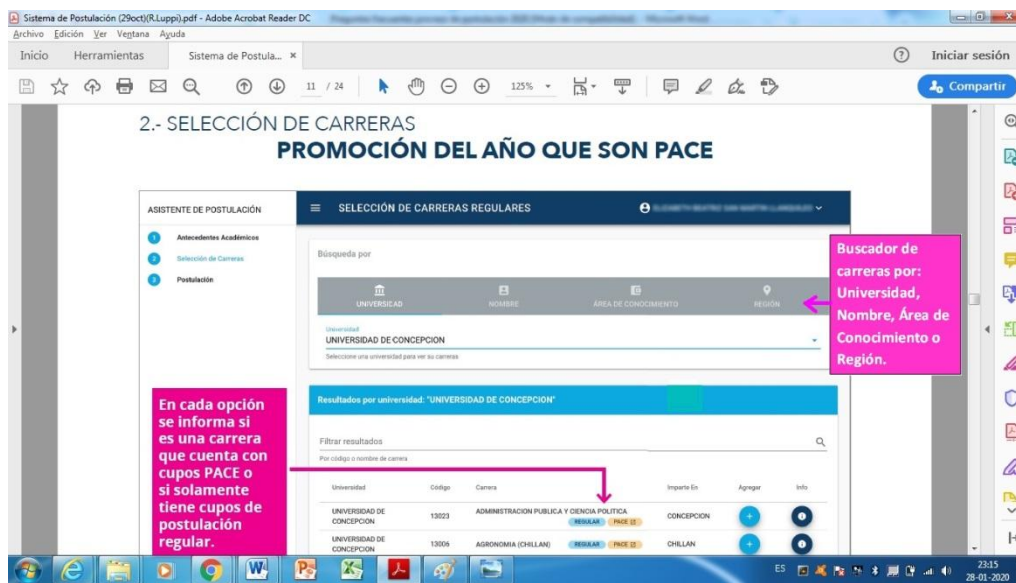 Sistema de Postulación (29oct)(R.Luppi).pdf - Adobe Acrobat Reader DC
Archivo Edición Ver Ventana Ayuda
Inicio Herramientas Sistema de Postula... × ? Iniciar sesión
11 / 24 125% Compartir
2.- SELECCIÓN DE CARRERAS
PROMOCIÓN DEL AÑO QUE SON PACE
ASISTENTE DE POSTULACIÓN
1 Antecedentes Académicos
2 Selección de Carreras
3 Postulación
SELECCIÓN DE CARRERAS REGULARES
Búsqueda por
UNIVERSICAD NOMBRE ÁREA DE CONOCIMIENTO REGIÓN
Universidad
UNIVERSIDAD DE CONCEPCION
Seleccione una universidad para ver su carreras
Buscador de
carreras por:
Universidad,
Nombre, Área de
Conocimiento o
Región.
En cada opción
se informa si
es una carrera
que cuenta con
cupos PACE o
si solamente
tiene cupos de
postulación
regular.
Resultados por universidad: "UNIVERSIDAD DE CONCEPCION"
Filtrar resultados
Por código o nombre de carrera
Universidad Código Carrera Imparte En Agregar Info
UNIVERSIDAD DE CONCEPCION 13023 ADMINISTRACION PUBLICA Y CIENCIA POLITICA REGULAR PACE CONCEPCION
UNIVERSIDAD DE CONCEPCION 13006 AGRONOMIA (CHILLAN) REGULAR PACE CHILLAN
ES 23:15
28-01-2020